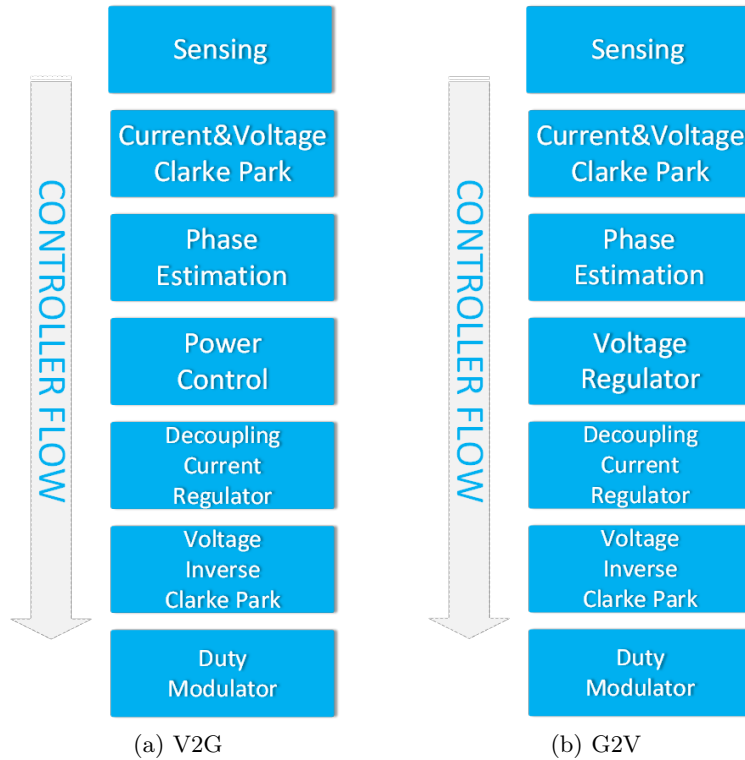 Sensing
Current&Voltage
Clarke Park
Phase
Estimation
Power
Control
Decoupling
Current
Regulator
Voltage
Inverse
Clarke Park
Duty
Modulator
CONTROLLER FLOW
(a) V2G
Sensing
Current&Voltage
Clarke Park
Phase
Estimation
Voltage
Regulator
Decoupling
Current
Regulator
Voltage
Inverse
Clarke Park
Duty
Modulator
CONTROLLER FLOW
(b) G2V